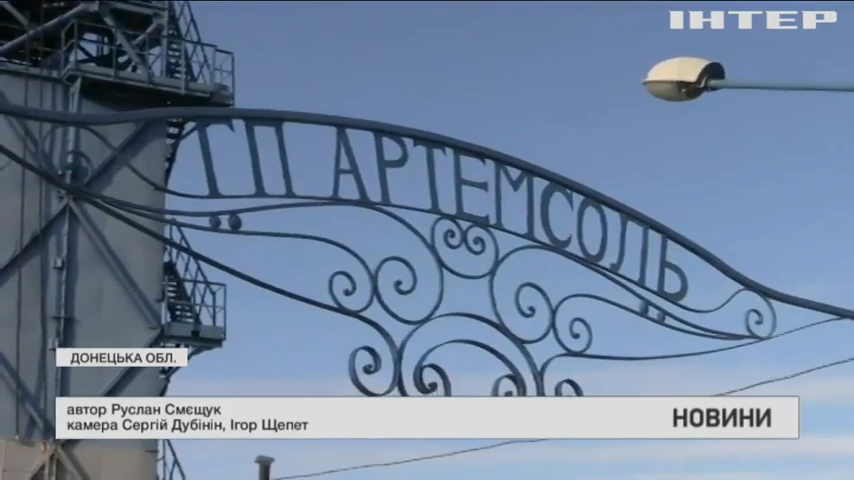 ІНТЕР
ГП АРТЕМСОЛЬ
ДОНЕЦЬКА ОБЛ.
автор Руслан Смєщук
камера Сергій Дубінін, Ігор Щепет
НОВИНИ